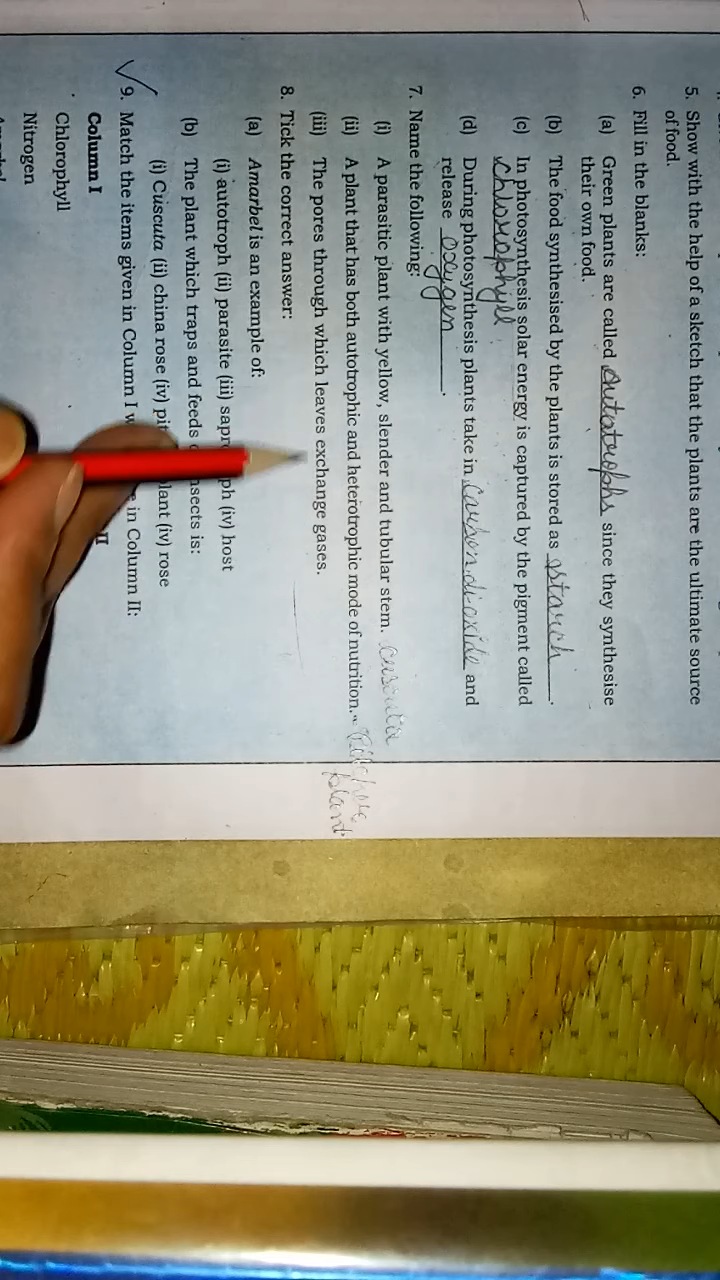 5. Show with the help of a sketch that the plants are the ultimate source
of food.
6. Fill in the blanks:
(a) Green plants are called autotrophs since they synthesise
their own food.
(b) The food synthesised by the plants is stored as starch.
(c) In photosynthesis solar energy is captured by the pigment called
chlorophyll
(d) During photosynthesis plants take in carbon di-oxide and
release oxygen.
7. Name the following:
(i) A parasitic plant with yellow, slender and tubular stem. cuscuta
(ii) A plant that has both autotrophic and heterotrophic mode of nutrition. Pitcher
plant
(iii) The pores through which leaves exchange gases.
8. Tick the correct answer:
(a) Amarbel is an example of:
(i) autotroph (ii) parasite (iii) sapr ph (iv) host
(b) The plant which traps and feeds nsects is:
(i) Cuscuta (ii) china rose (iv) pit lant (iv) rose
9. Match the items given in Column I w e in Column II:
Column I II
Chlorophyll
Nitrogen